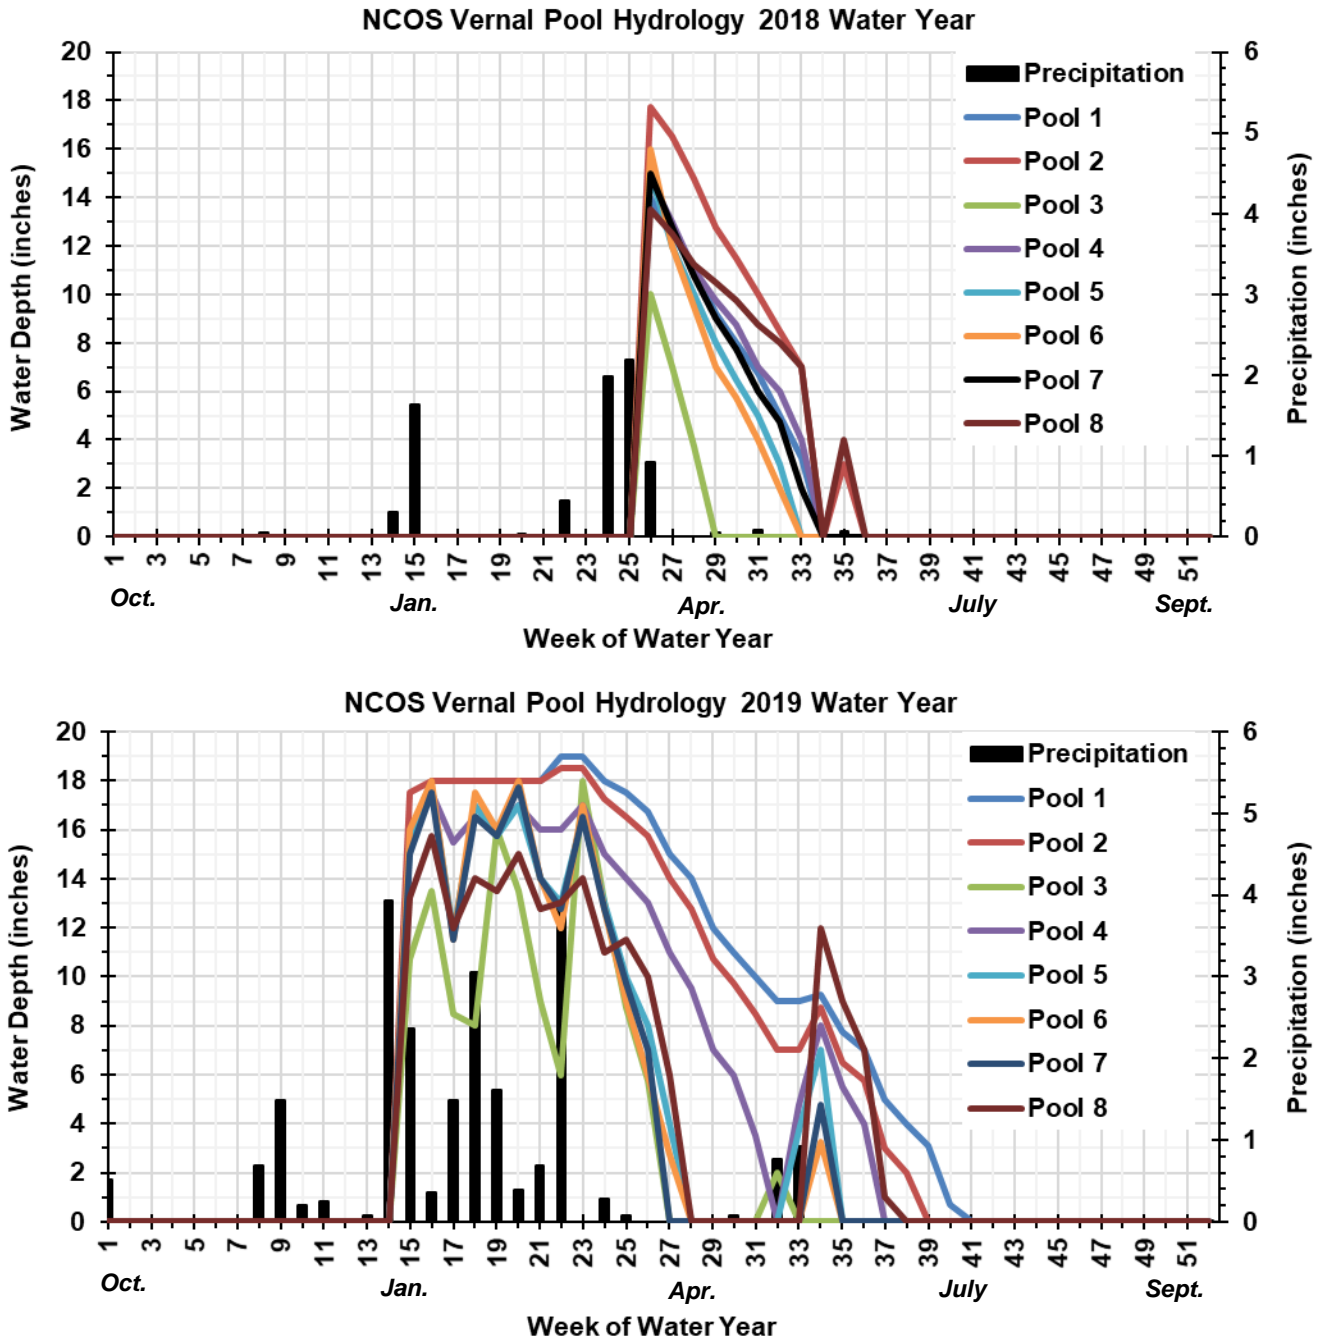 NCOS Vernal Pool Hydrology 2018 Water Year
Water Depth (inches)
20
18
16
14
12
10
8
6
4
2
0
Precipitation
Pool 1
Pool 2
Pool 3
Pool 4
Pool 5
Pool 6
Pool 7
Pool 8
6
5
4
3
2
1
0
Precipitation (inches)
1 3 5 7 9 11 13 15 17 19 21 23 25 27 29 31 33 35 37 39 41 43 45 47 49 51
Oct. Jan. Apr. July Sept.
Week of Water Year
NCOS Vernal Pool Hydrology 2019 Water Year
Water Depth (inches)
20
18
16
14
12
10
8
6
4
2
0
Precipitation
Pool 1
Pool 2
Pool 3
Pool 4
Pool 5
Pool 6
Pool 7
Pool 8
6
5
4
3
2
1
0
Precipitation (inches)
1 3 5 7 9 11 13 15 17 19 21 23 25 27 29 31 33 35 37 39 41 43 45 47 49 51
Oct. Jan. Apr. July Sept.
Week of Water Year